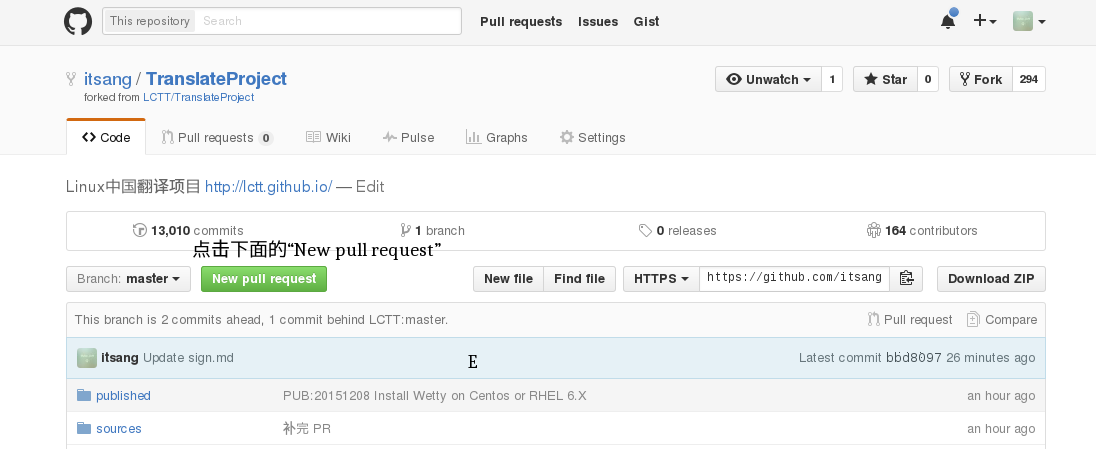 This repository Search Pull requests Issues Gist
itsang / TranslateProject Unwatch 1 Star 0 Fork 294
forked from LCTT/TranslateProject
Code Pull requests 0 Wiki Pulse Graphs Settings
Linux中国翻译项目 http://lctt.github.io/ — Edit
13,010 commits 1 branch 0 releases 164 contributors
点击下面的“New pull request”
Branch: master New pull request New file Find file HTTPS https://github.com/itsang Download ZIP
This branch is 2 commits ahead, 1 commit behind LCTT:master. Pull request Compare
itsang Update sign.md E Latest commit bbd8097 26 minutes ago
published PUB:20151208 Install Wetty on Centos or RHEL 6.X an hour ago
sources 补完 PR an hour ago